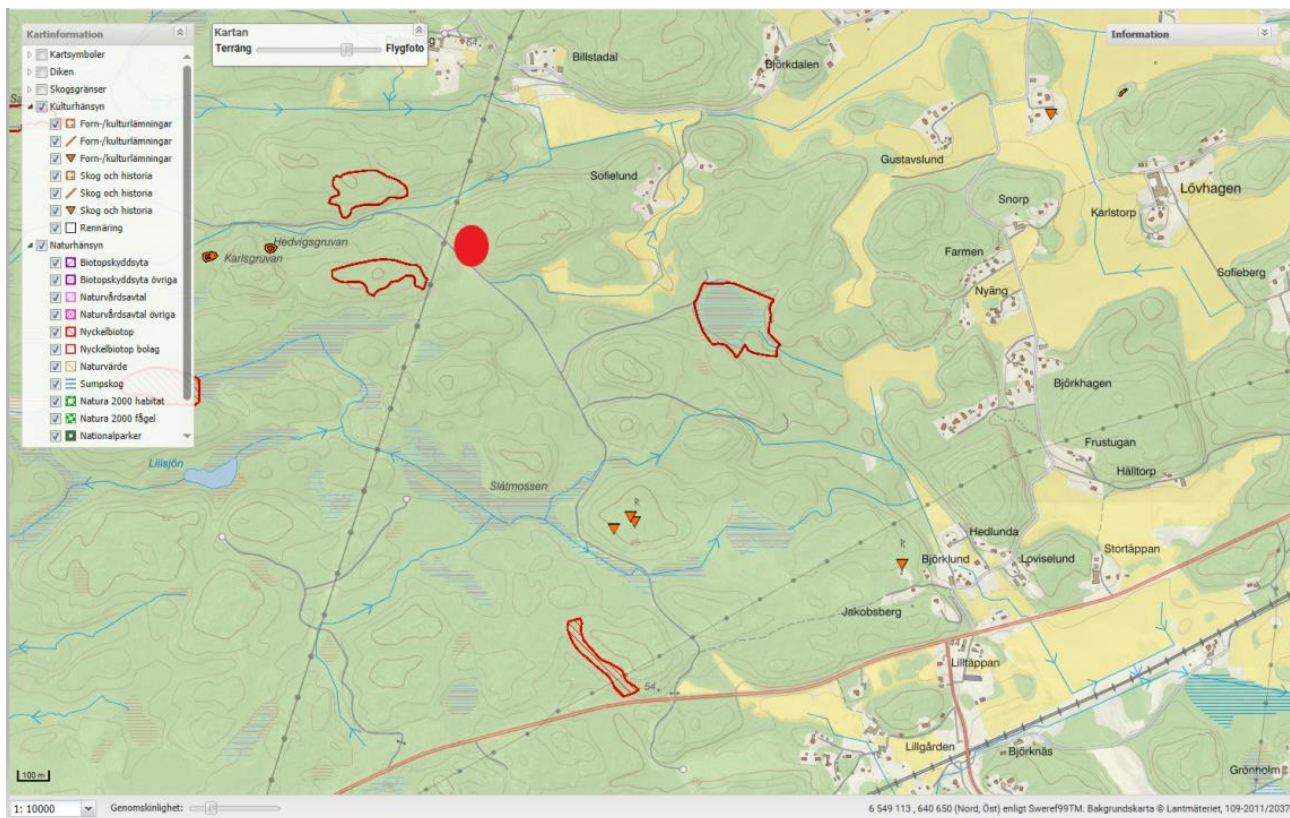 Kartinformation
Kartsymboler
Diken
Skogsgränser
Kulturhänsyn
Forn-/kulturlämningar
Forn-/kulturlämningar
Forn-/kulturlämningar
Skog och historia
Skog och historia
Skog och historia
Rennäring
Naturhänsyn
Biotopskyddsyta
Biotopskyddsyta övriga
Naturvårdsavtal
Naturvårdsavtal övriga
Nyckelbiotop
Nyckelbiotop bolag
Naturvärde
Sumpskog
Natura 2000 habitat
Natura 2000 fågel
Nationalparker
Kartan
Terräng Flygfoto
Information
64
Billstadal
Björkdalen
Gustavslund
Sofielund
Snorp
Lövhagen
Karlstorp
Hedvigsgruvan
Karlsgruvan
Farmen
Sofieberg
Nyäng
Björkhagen
Frustugan
Hälltorp
Lillsjön
Slätmossen
R
Hedlunda
R
Björklund
Loviselund
Stortäppan
Jakobsberg
44
Lilltäppan
54
Lillgården
Björknäs
Grönholm
100 m
1: 10000
Genomskinlighet:
6 549 113 , 640 650 (Nord, Öst) enligt Sweref99TM. Bakgrundskarta © Lantmäteriet, 109-2011/2037